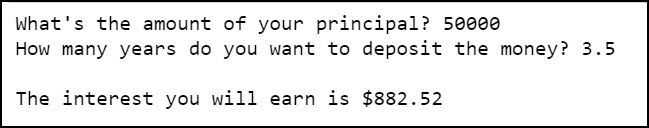 What's the amount of your principal? 50000
How many years do you want to deposit the money? 3.5
The interest you will earn is $882.52